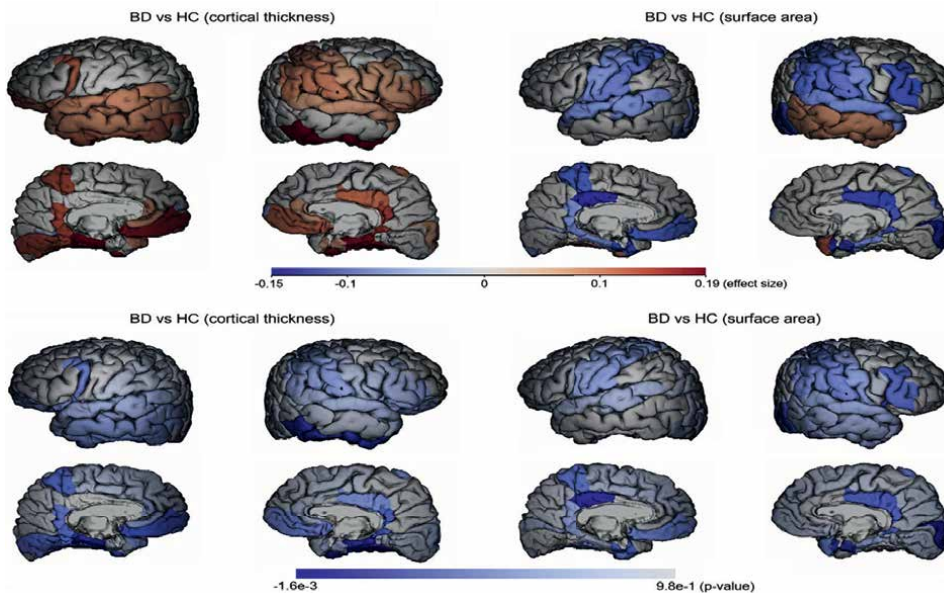 BD vs HC (cortical thickness) BD vs HC (surface area)
-0.15 -0.1 0 0.1 0.19 (effect size)
BD vs HC (cortical thickness) BD vs HC (surface area)
-1.6e-3 9.8e-1 (p-value)